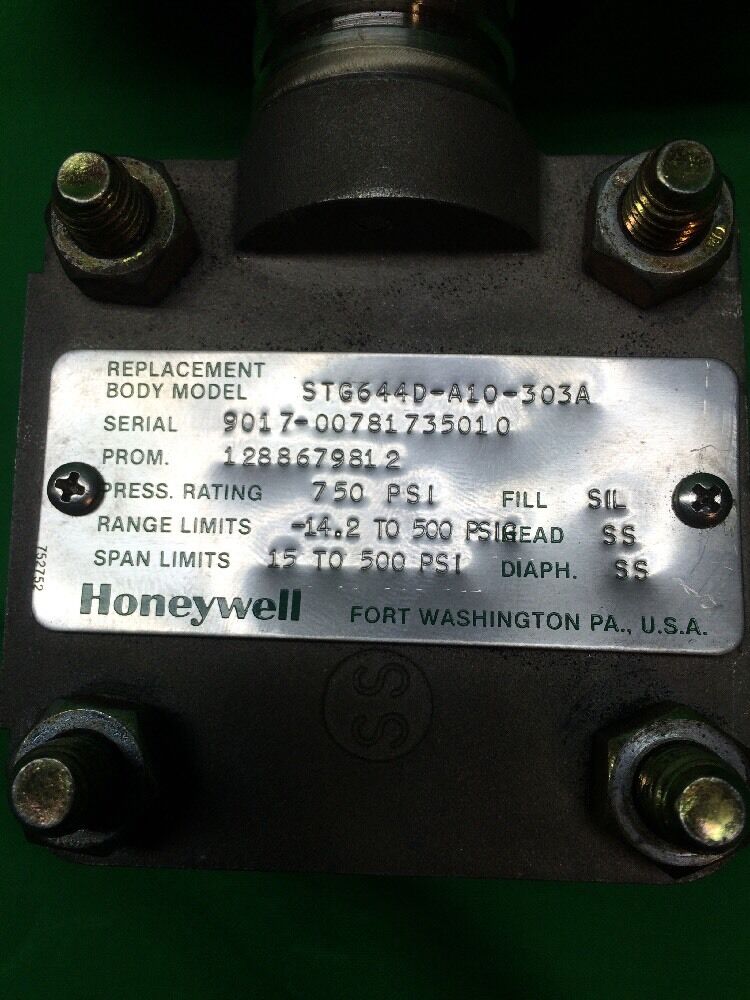 REPLACEMENT
BODY MODEL STG644D-A10-303A
SERIAL 9017-00781735010
PROM. 1288679812
PRESS. RATING 750 PSI FILL SIL
RANGE LIMITS -14.2 TO 500 PSIG HEAD SS
SPAN LIMITS 15 TO 500 PSI DIAPH. SS
752752
Honeywell FORT WASHINGTON PA., U.S.A.
SS